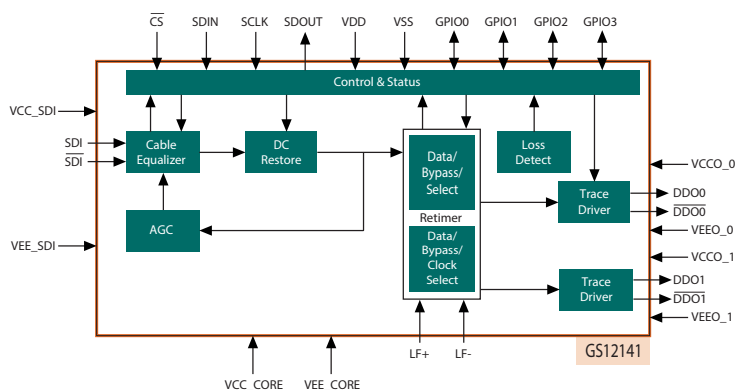 CS SDIN SCLK SDOUT VDD VSS GPIO0 GPIO1 GPIO2 GPIO3
Control & Status
VCC_SDI
SDI
SDI
Cable
Equalizer
DC
Restore
Data/
Bypass/
Select
Loss
Detect
VCCO_0
Trace
Driver
DDO0
DDO0
Retimer
AGC
VEE_SDI
VEEO_0
Data/
Bypass/
Clock
Select
VCCO_1
Trace
Driver
DDO1
DDO1
VEEO_1
LF+ LF-
GS12141
VCC_CORE VEE_CORE